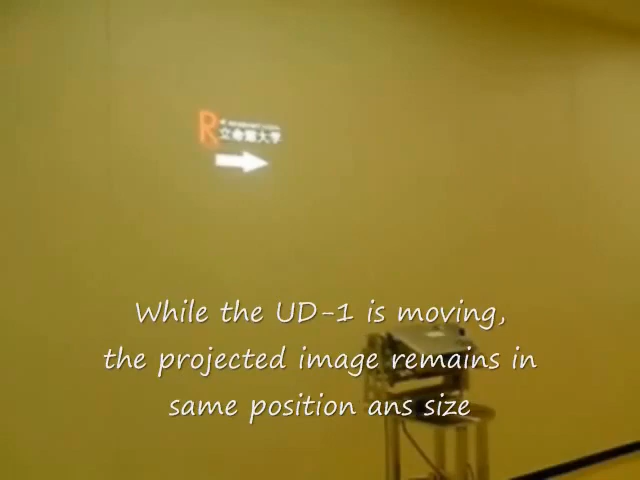 R
立命館大学
While the UD-1 is moving,
the projected image remains in
same position ans size